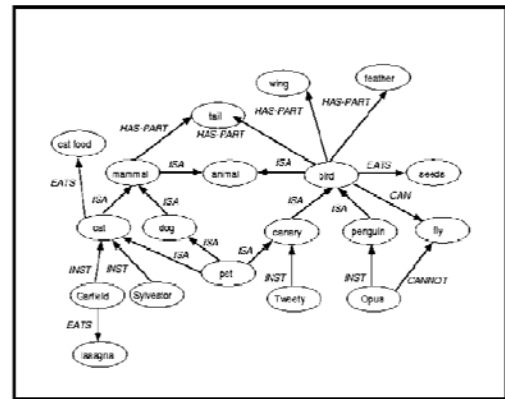 wing
feather
tail
HAS-PART
HAS-PART
HAS-PART
HAS-PART
cat food
mammal
ISA
animal
ISA
bird
EATS
seeds
EATS
ISA
ISA
ISA
ISA
CAN
cat
dog
canary
penguin
fly
ISA
ISA
pet
INST
INST
INST
INST
CANNOT
Garfield
Sylvester
Tweety
Opus
EATS
lasagna